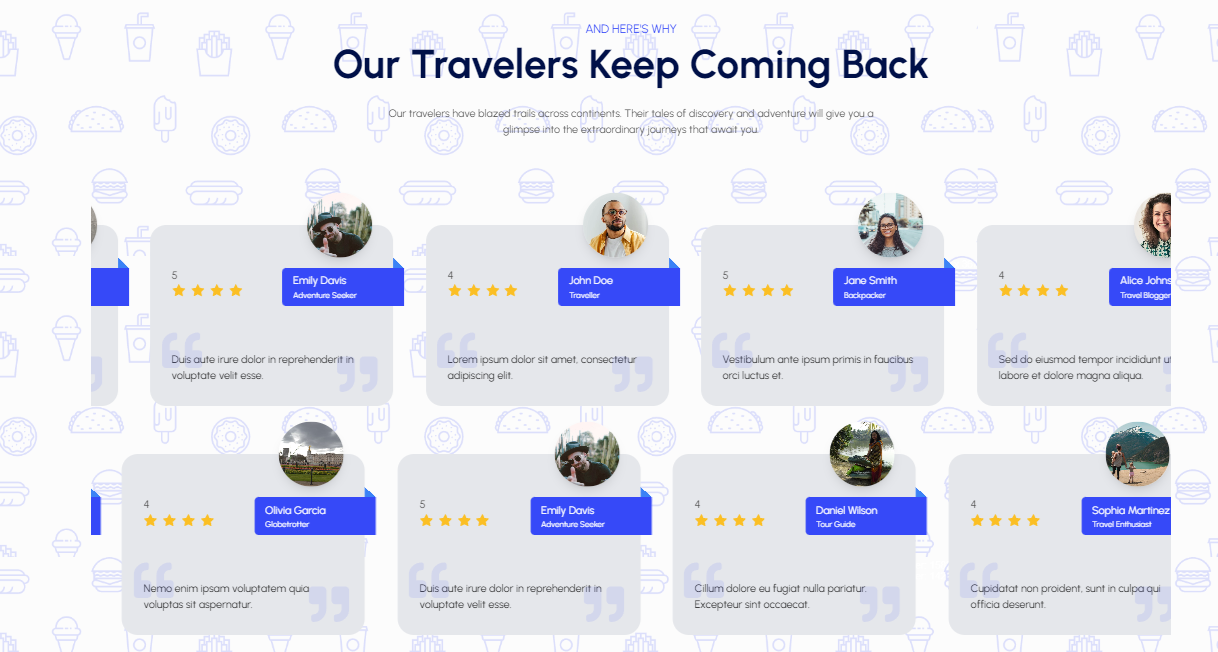 AND HERE'S WHY
Our Travelers Keep Coming Back
Our travelers have blazed trails across continents. Their tales of discovery and adventure will give you a
glimpse into the extraordinary journeys that await you.
5
Emily Davis
Adventure Seeker
Duis aute irure dolor in reprehenderit in
voluptate velit esse.
4
John Doe
Traveller
Lorem ipsum dolor sit amet, consectetur
adipiscing elit.
5
Jane Smith
Backpacker
Vestibulum ante ipsum primis in faucibus
orci luctus et.
4
Alice Johns
Travel Blogger
Sed do eiusmod tempor incididunt ut
labore et dolore magna aliqua.
4
Olivia Garcia
Globetrotter
Nemo enim ipsam voluptatem quia
voluptas sit aspernatur.
5
Emily Davis
Adventure Seeker
Duis aute irure dolor in reprehenderit in
voluptate velit esse.
4
Daniel Wilson
Tour Guide
Cillum dolore eu fugiat nulla pariatur.
Excepteur sint occaecat.
4
Sophia Martinez
Travel Enthusiast
Cupidatat non proident, sunt in culpa qui
officia deserunt.